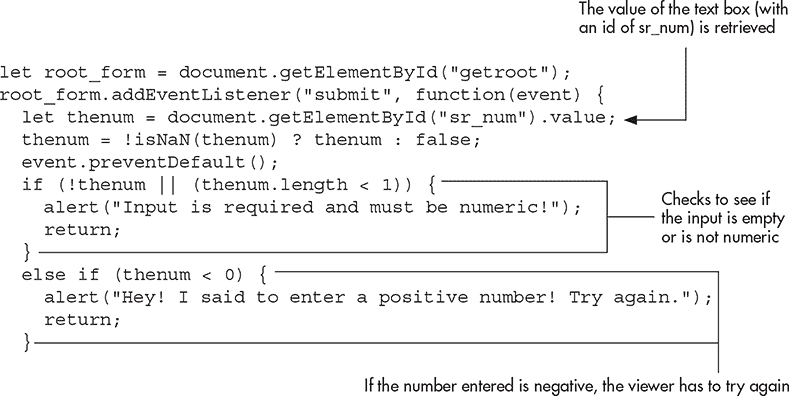 The value of the text box (with
an id of sr_num) is retrieved
let root_form = document.getElementById("getroot");
root_form.addEventListener("submit", function(event) {
  let thenum = document.getElementById("sr_num").value;
  thenum = !isNaN(thenum) ? thenum : false;
  event.preventDefault();
  if (!thenum || (thenum.length < 1)) {
    alert("Input is required and must be numeric!");
    return;
  }
Checks to see if
the input is empty
or is not numeric
  else if (thenum < 0) {
    alert("Hey! I said to enter a positive number! Try again.");
    return;
  }
If the number entered is negative, the viewer has to try again